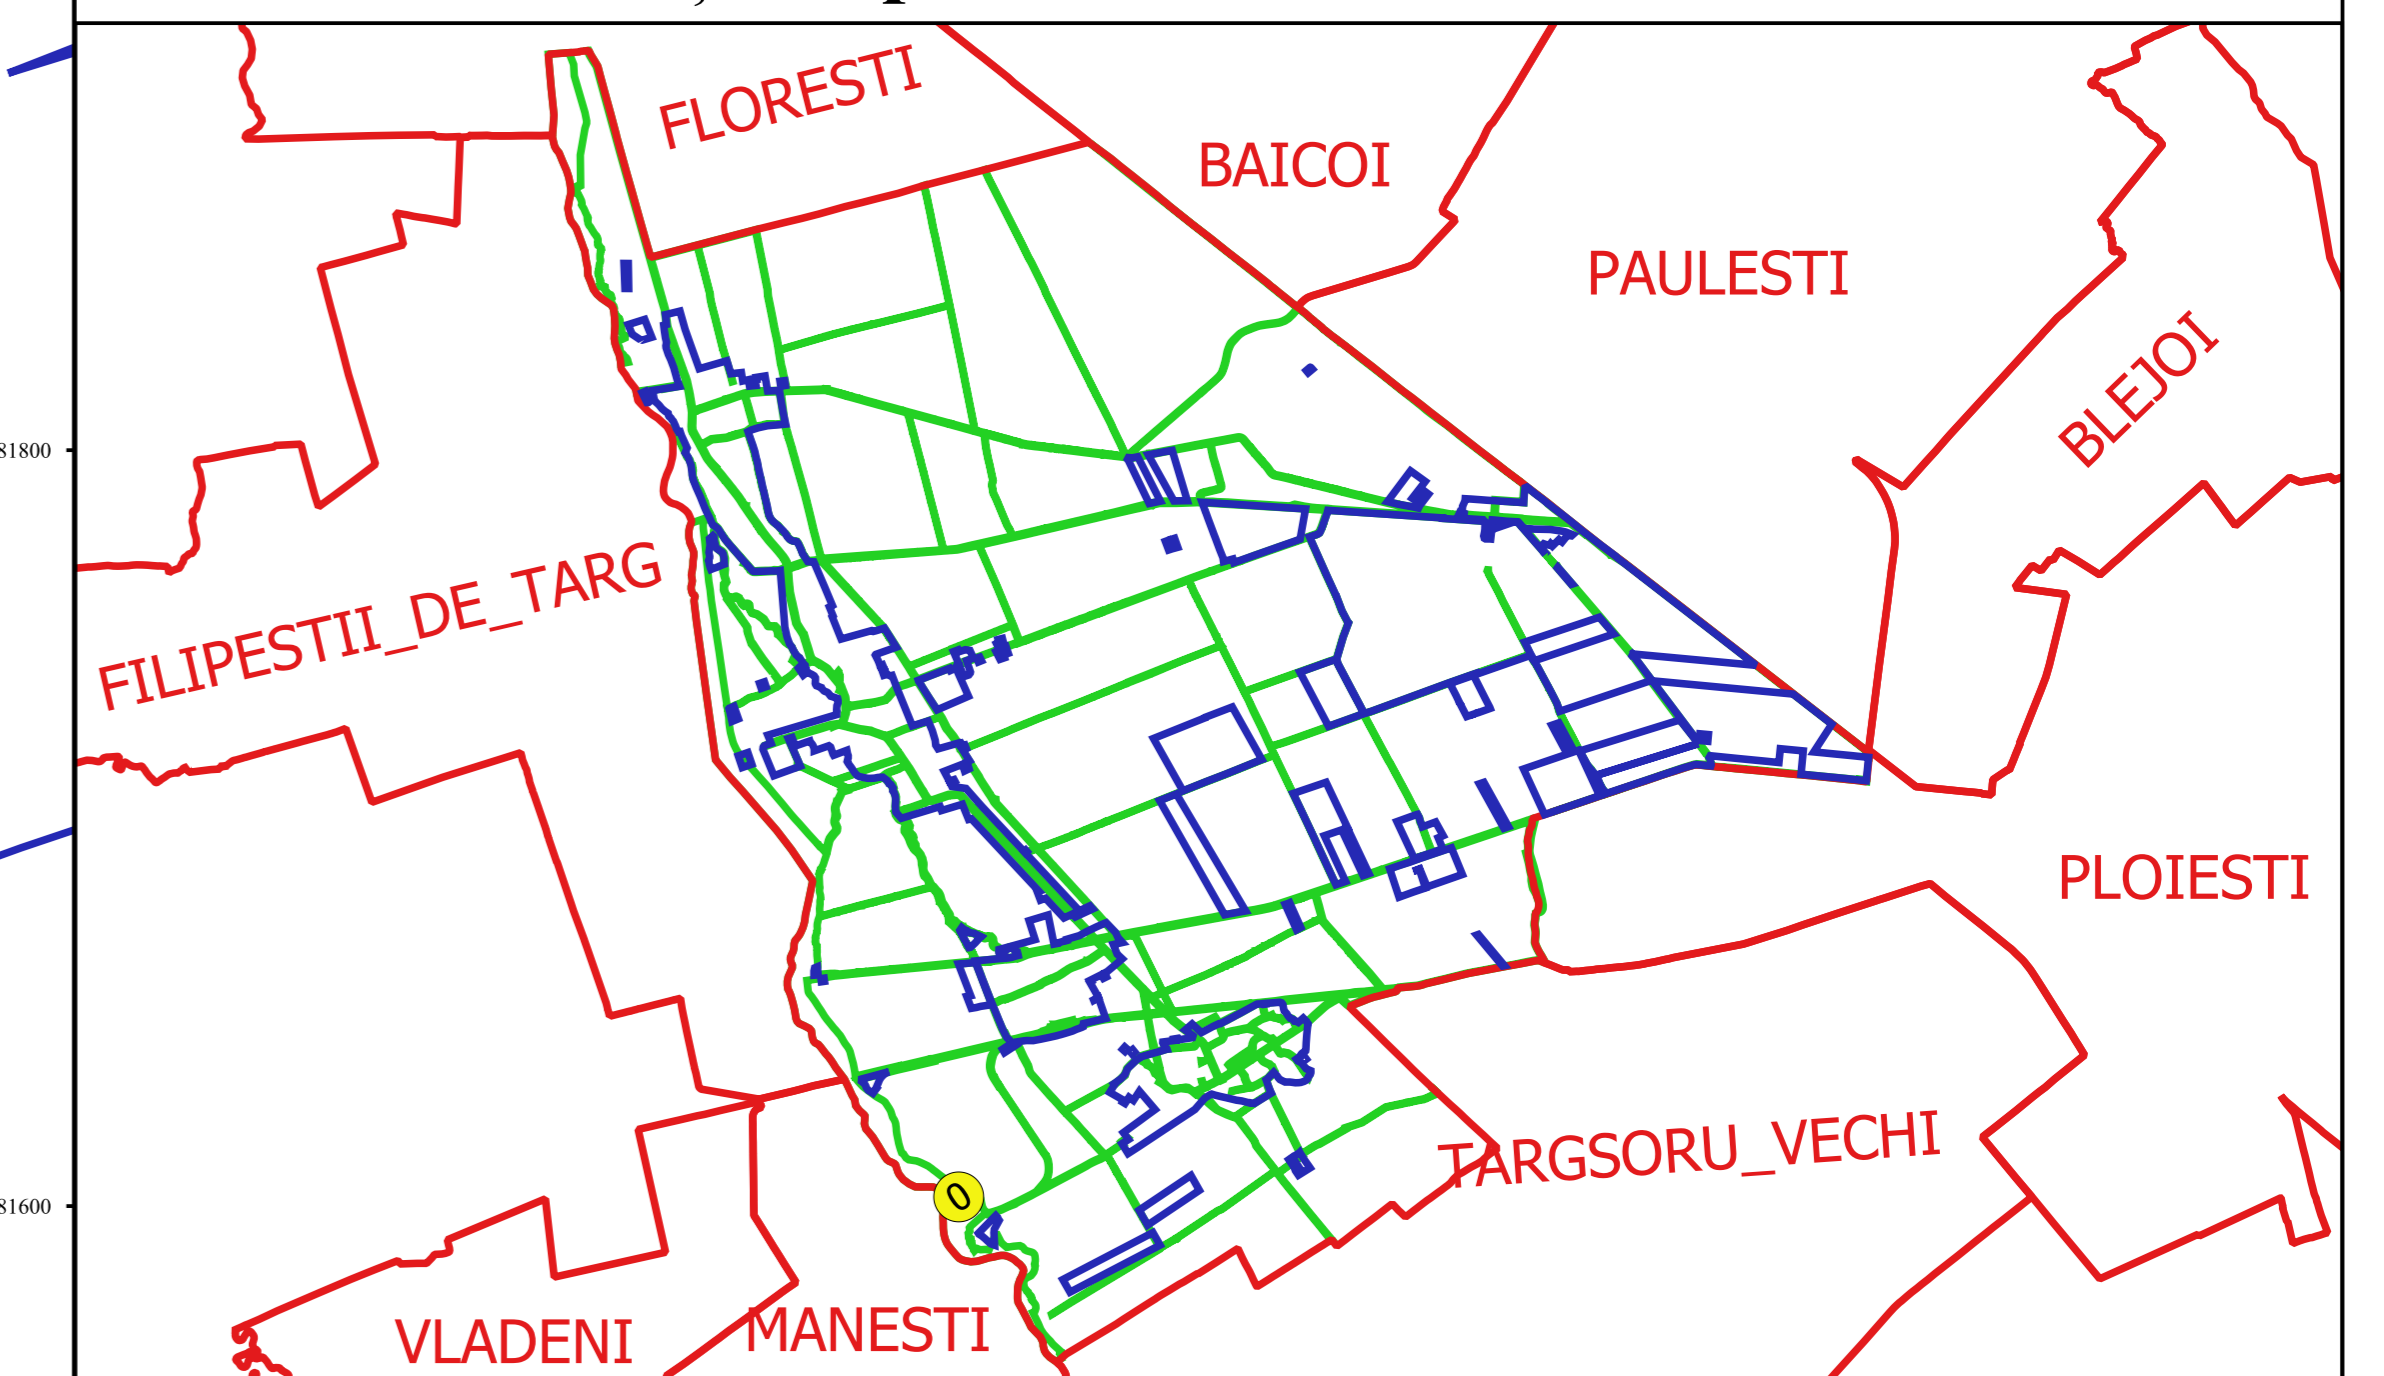 FLORESTI
BAICOI
PAULESTI
BLEJOI
81800
FILIPESTII_DE_TARG
PLOIESTI
TARGSORU_VECHI
0
81600
VLADENI
MANESTI